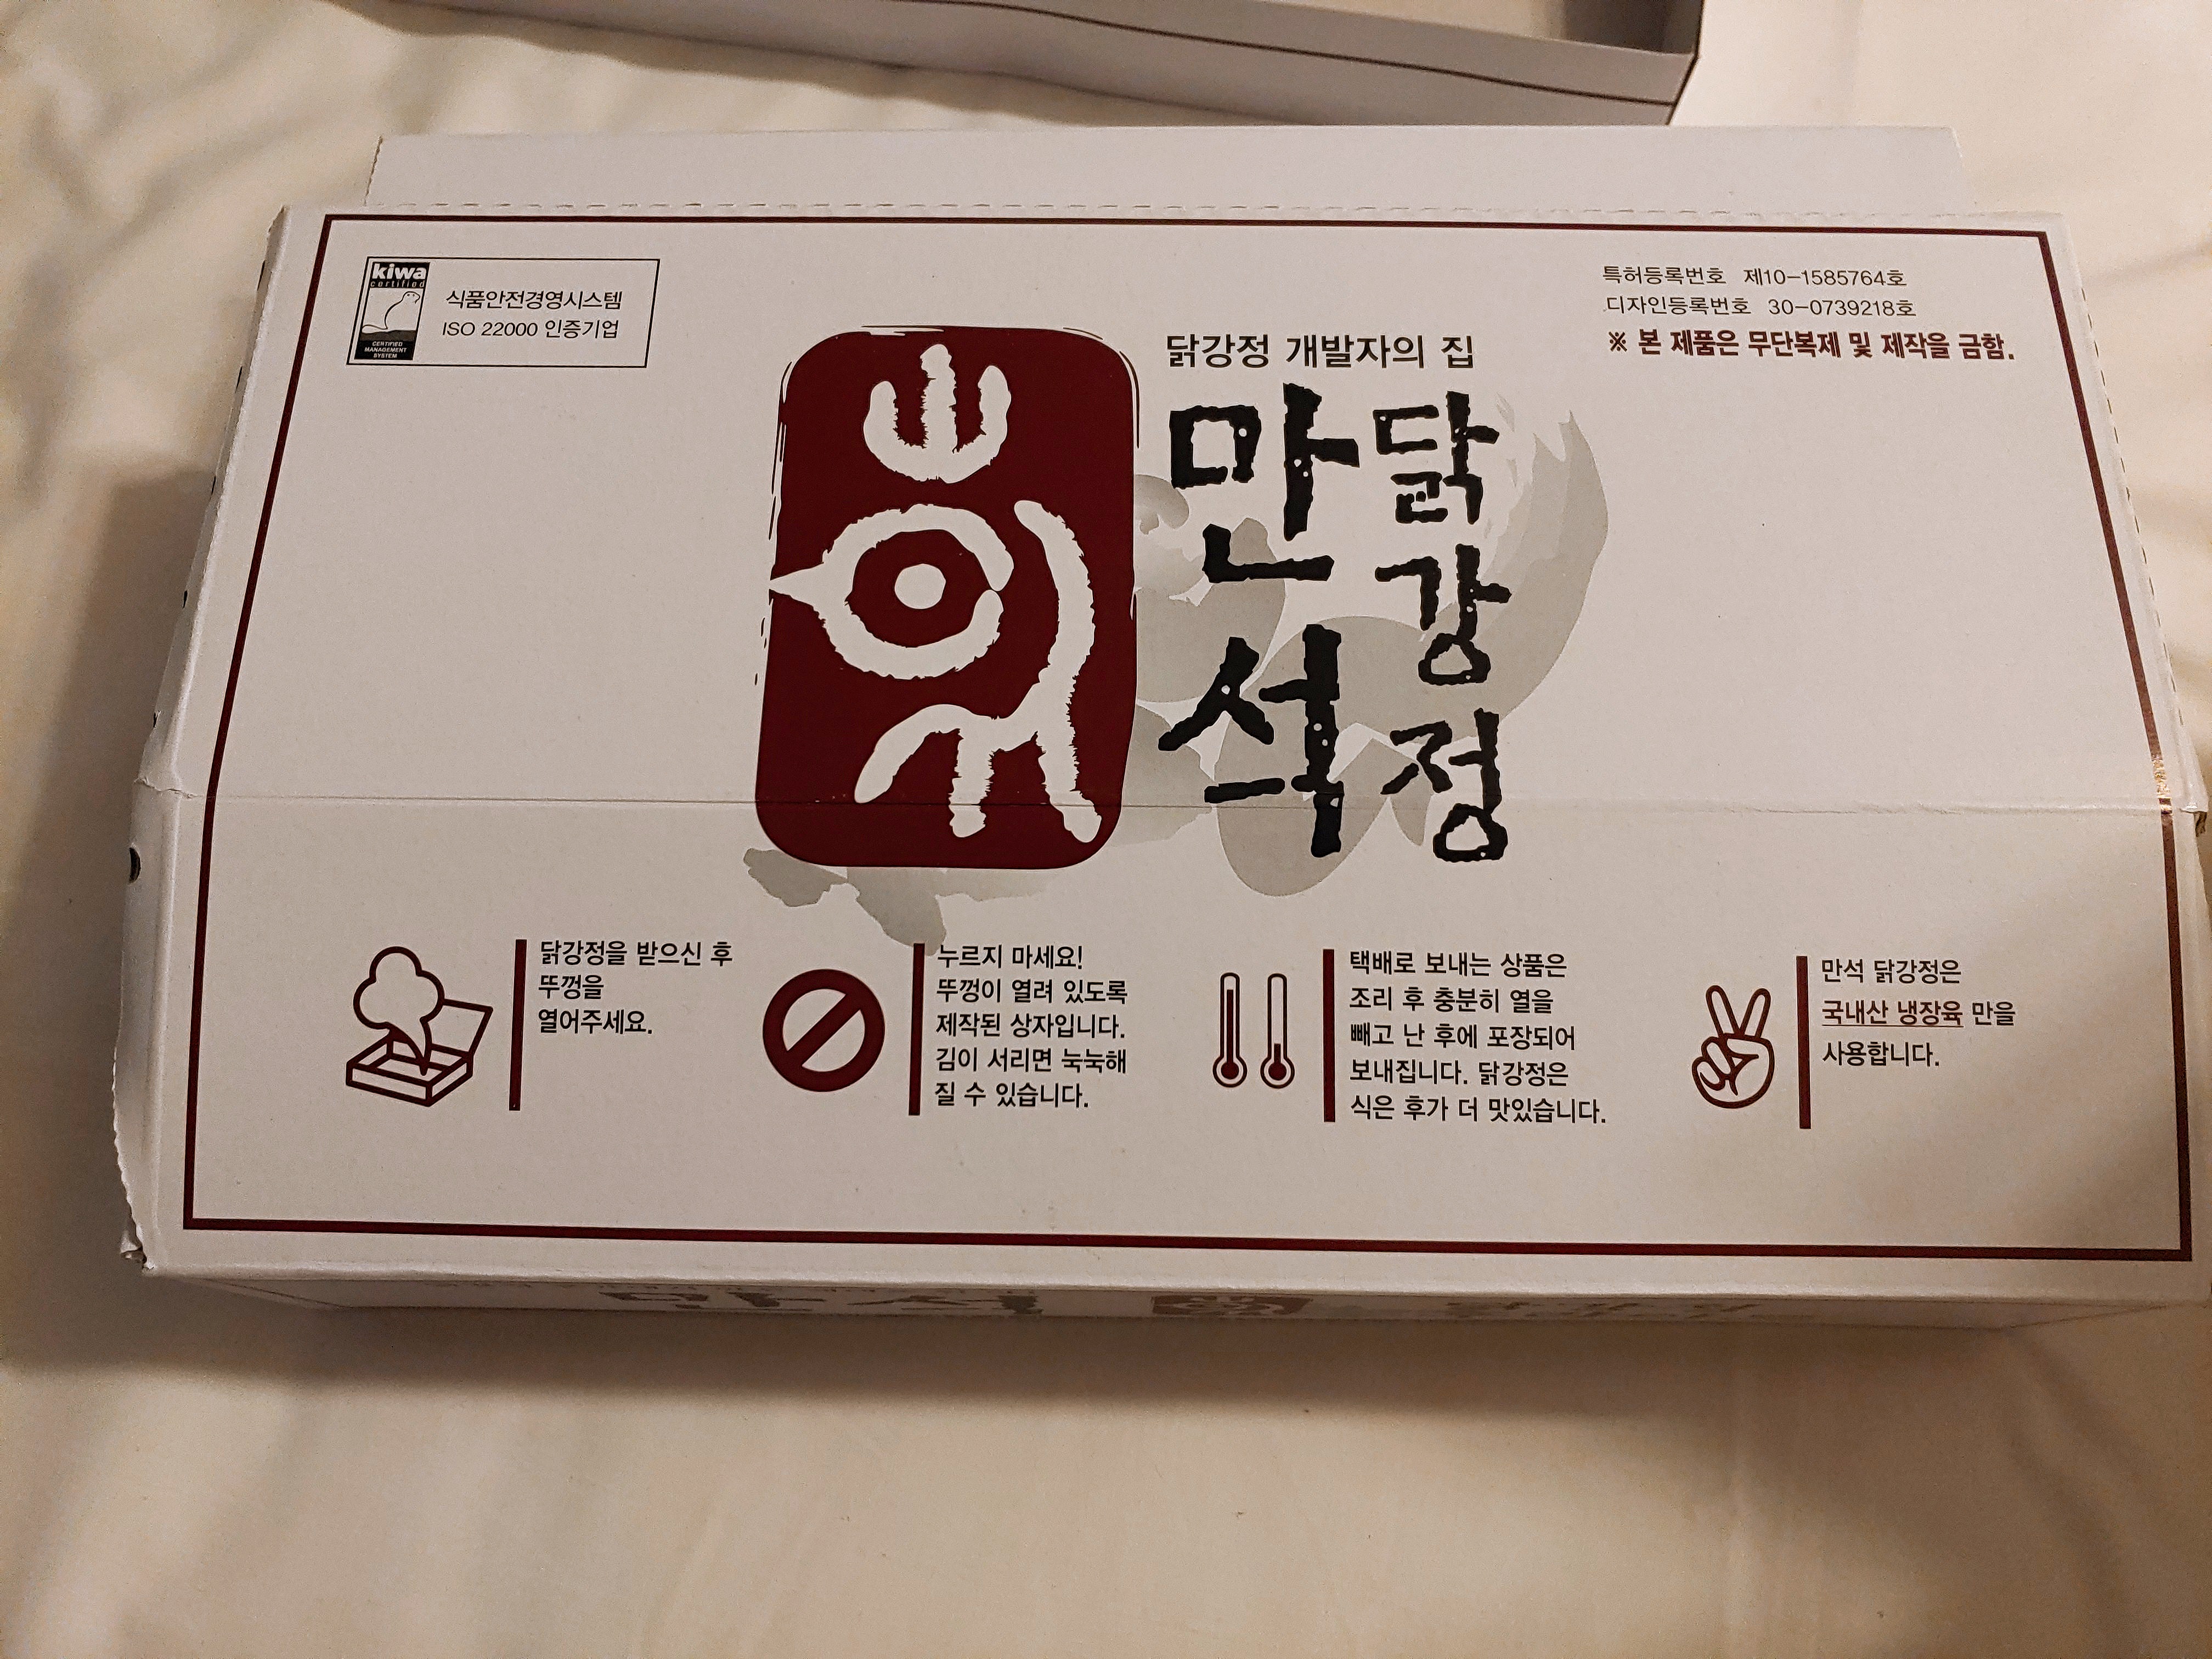 kiwa
certified
CERTIFIED
MANAGEMENT
SYSTEM
식품안전경영시스템
ISO 22000 인증기업
특허등록번호 제10-1585764호
디자인등록번호 30-0739218호
※ 본 제품은 무단복제 및 제작을 금함.
닭강정 개발자의 집
만석
닭강정
닭강정을 받으신 후
뚜껑을
열어주세요.
누르지 마세요!
뚜껑이 열려 있도록
제작된 상자입니다.
김이 서리면 눅눅해
질 수 있습니다.
택배로 보내는 상품은
조리 후 충분히 열을
빼고 난 후에 포장되어
보내집니다. 닭강정은
식은 후가 더 맛있습니다.
만석 닭강정은
국내산 냉장육 만을
사용합니다.